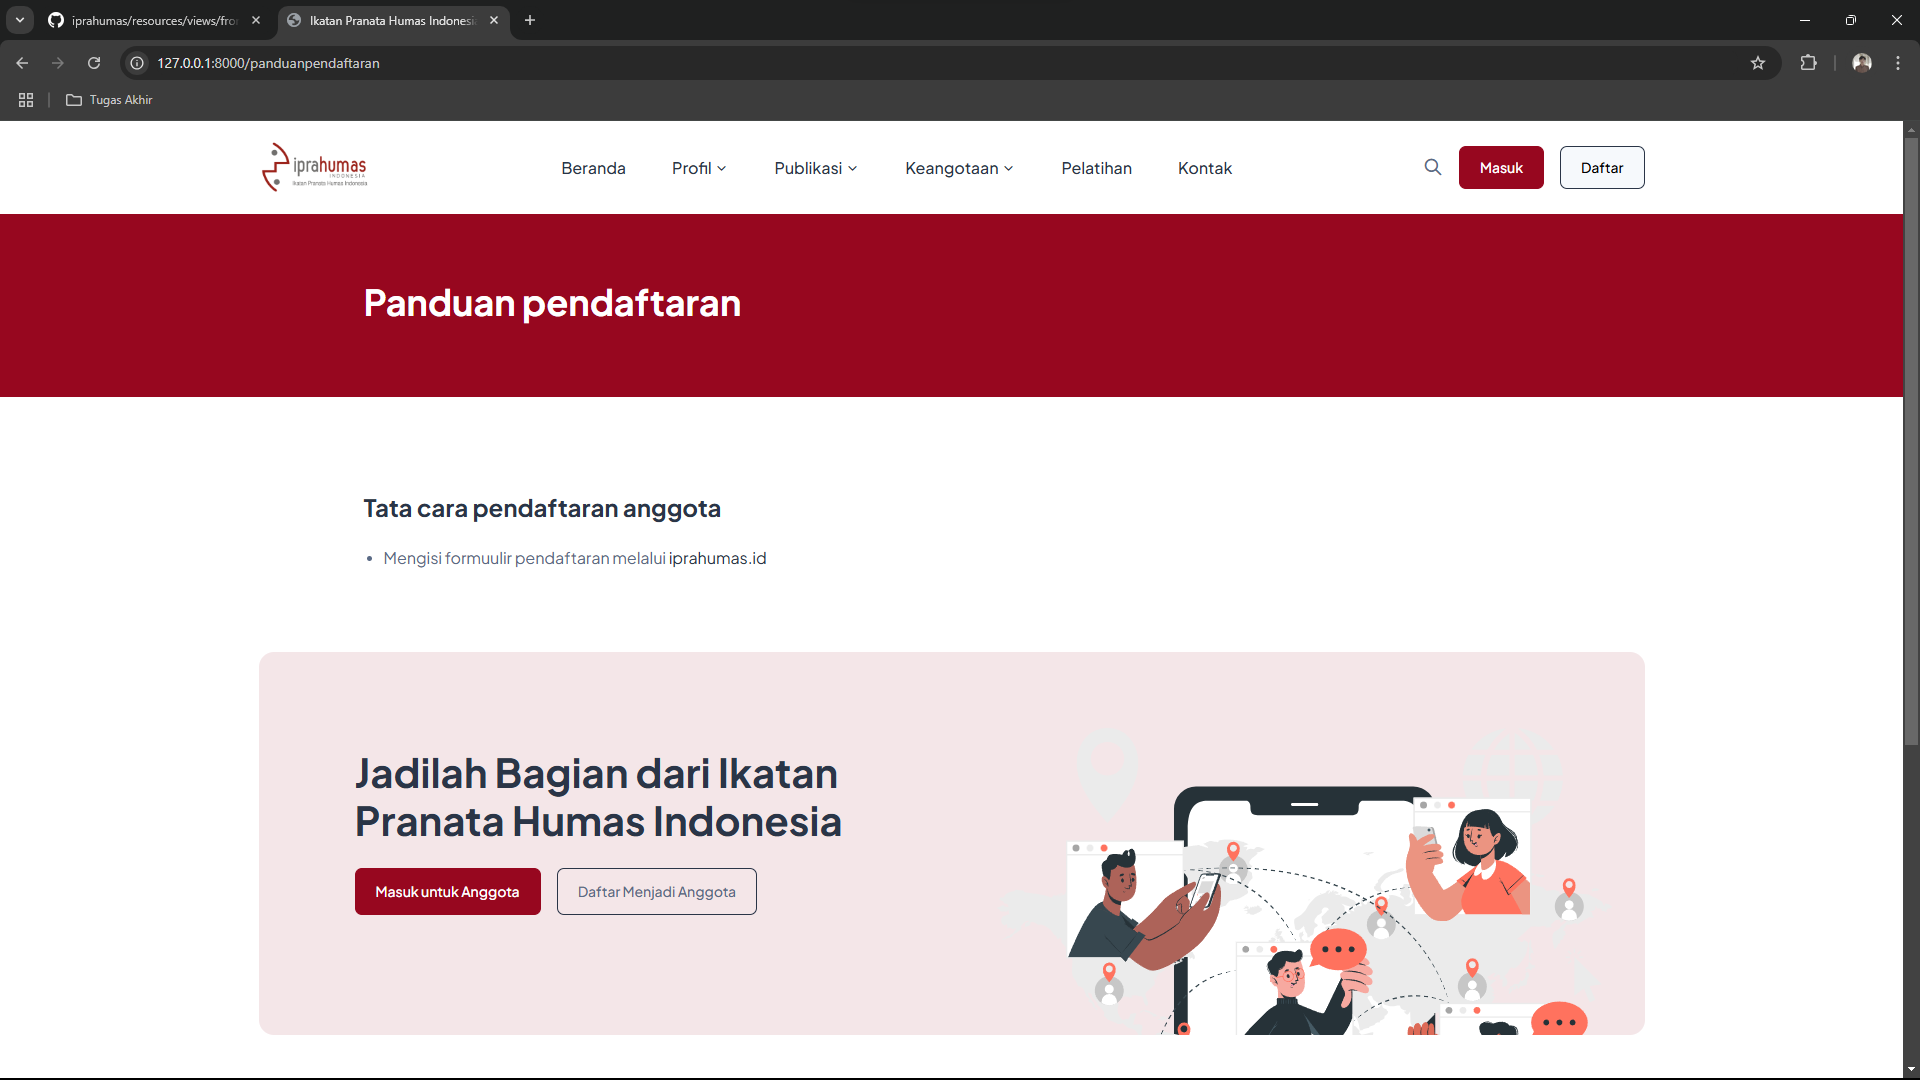 iprahumas/resources/views/fro
Ikatan Pranata Humas Indonesi
127.0.0.1:8000/panduanpendaftaran
Tugas Akhir
iprahumas
INDONESIA
Ikatan Pranata Humas Indonesia
Beranda
Profil
Publikasi
Keangotaan
Pelatihan
Kontak
Masuk
Daftar
Panduan pendaftaran
Tata cara pendaftaran anggota
• Mengisi formuulir pendaftaran melalui iprahumas.id
Jadilah Bagian dari Ikatan
Pranata Humas Indonesia
Masuk untuk Anggota
Daftar Menjadi Anggota